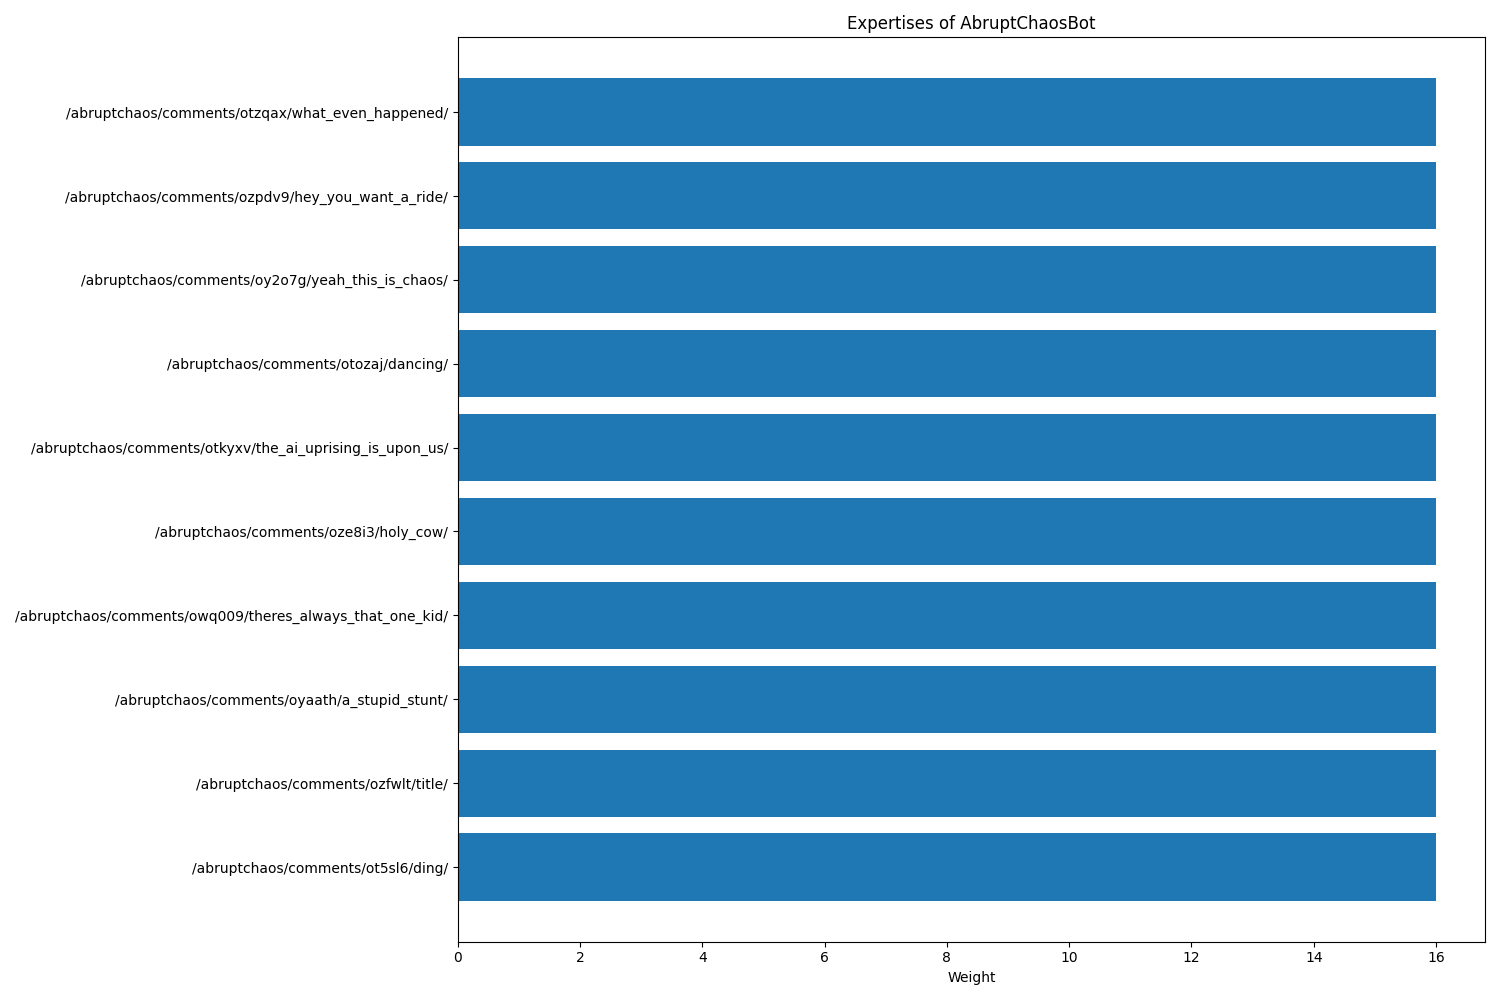 Expertises of AbruptChaosBot
/abruptchaos/comments/otzqax/what_even_happened/
/abruptchaos/comments/ozpdv9/hey_you_want_a_ride/
/abruptchaos/comments/oy2o7g/yeah_this_is_chaos/
/abruptchaos/comments/otozaj/dancing/
/abruptchaos/comments/otkyxv/the_ai_uprising_is_upon_us/
/abruptchaos/comments/oze8i3/holy_cow/
/abruptchaos/comments/owq009/theres_always_that_one_kid/
/abruptchaos/comments/oyaath/a_stupid_stunt/
/abruptchaos/comments/ozfwlt/title/
/abruptchaos/comments/ot5sl6/ding/
0 2 4 6 8 10 12 14 16
Weight